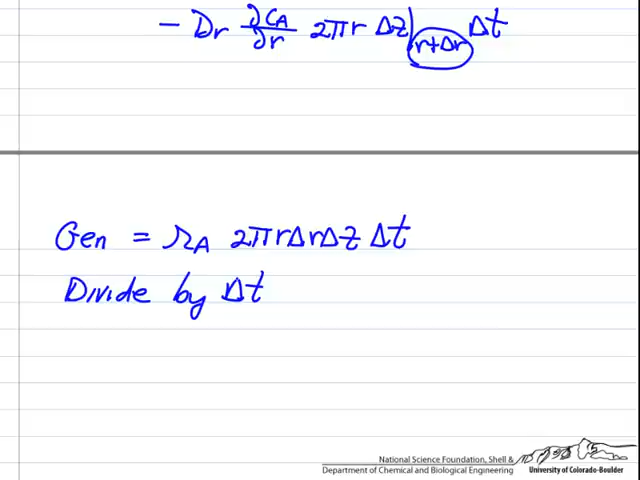 − Dr ∂CA/∂r 2πr Δz|r+Δr Δt
Gen = rA 2πrΔrΔz Δt
Divide by Δt
National Science Foundation, Shell &
Department of Chemical and Biological Engineering
University of Colorado-Boulder